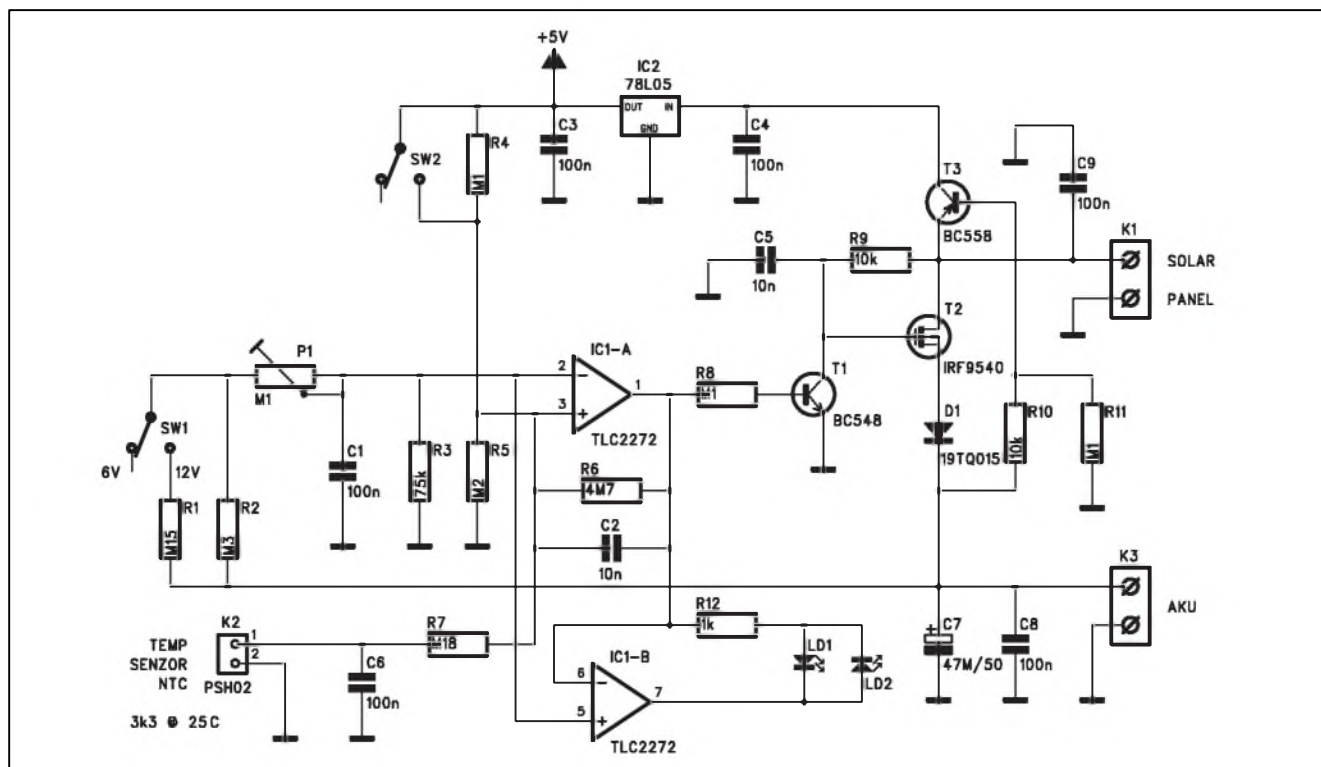 +5V
IC2
78L05
OUT
IN
GND
R4
M1
SW2
C3
100n
C4
100n
T3
BC558
C9
100n
K1
SOLAR
PANEL
C5
10n
R9
10k
T2
IRF9540
P1
M1
IC1-A
2
3
1
TLC2272
R8
M1
T1
BC548
D1
19TQ015
R10
10k
R11
M1
SW1
6V
12V
C1
100n
R3
75k
R5
M2
R6
4M7
R1
M15
R2
M3
C2
10n
K3
AKU
K2
1
2
TEMP
SENZOR
NTC
PSH02
3k3 @ 25C
R7
M18
C6
100n
R12
1k
IC1-B
6
5
7
TLC2272
LD1
LD2
+
C7
47M/50
C8
100n